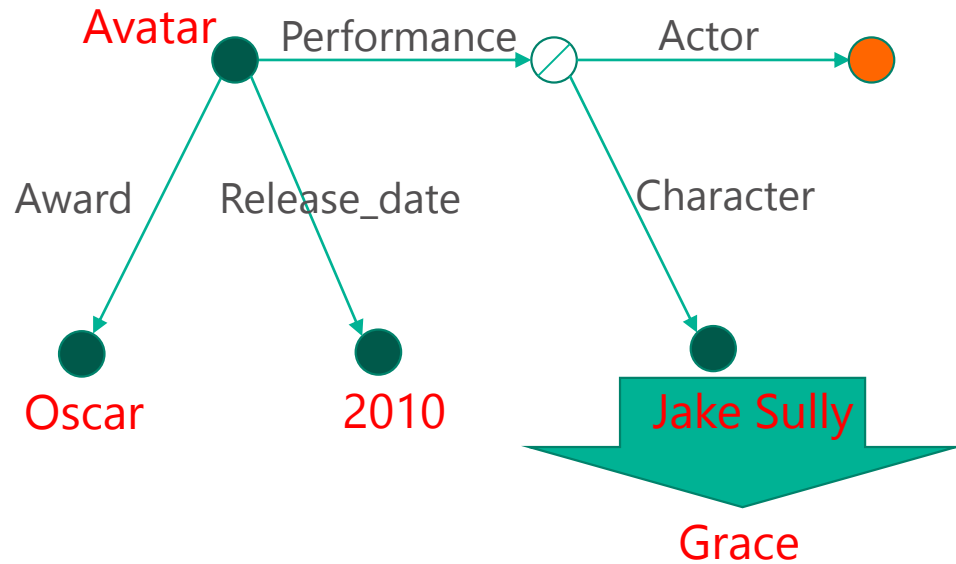 Avatar
Performance
Actor
Award
Release_date
Character
Oscar
2010
Jake Sully
Grace